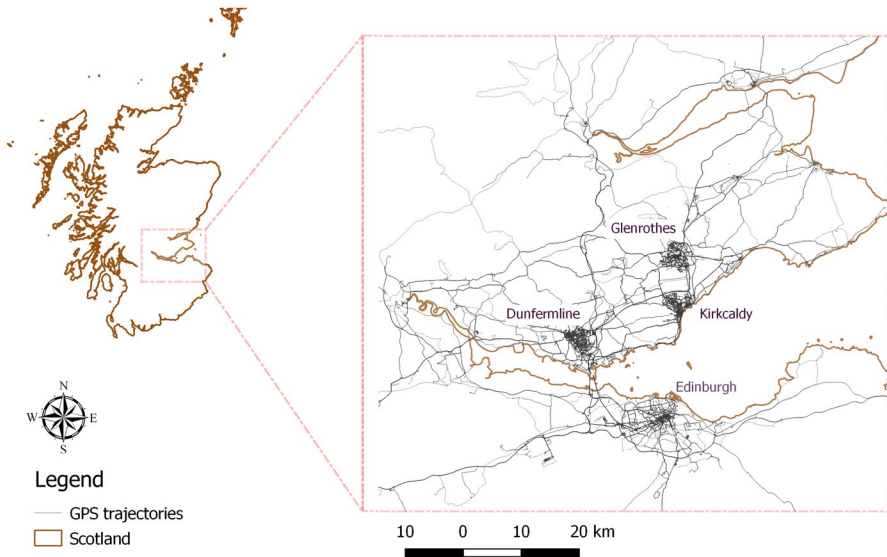 Glenrothes
Dunfermline
Kirkcaldy
Edinburgh
N
W E
S
Legend
GPS trajectories
Scotland
10 0 10 20 km